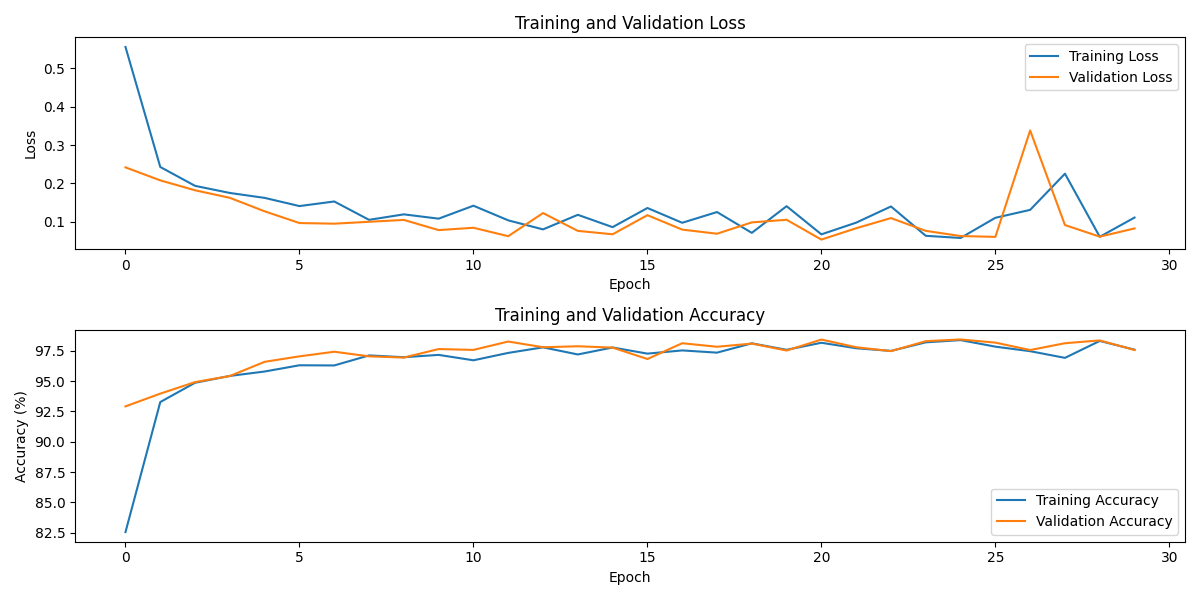 Training and Validation Loss
0.5
0.4
0.3
0.2
0.1
Loss
Training Loss
Validation Loss
0 5 10 15 20 25 30
Epoch
Training and Validation Accuracy
97.5
95.0
92.5
90.0
87.5
85.0
82.5
Accuracy (%)
Training Accuracy
Validation Accuracy
0 5 10 15 20 25 30
Epoch